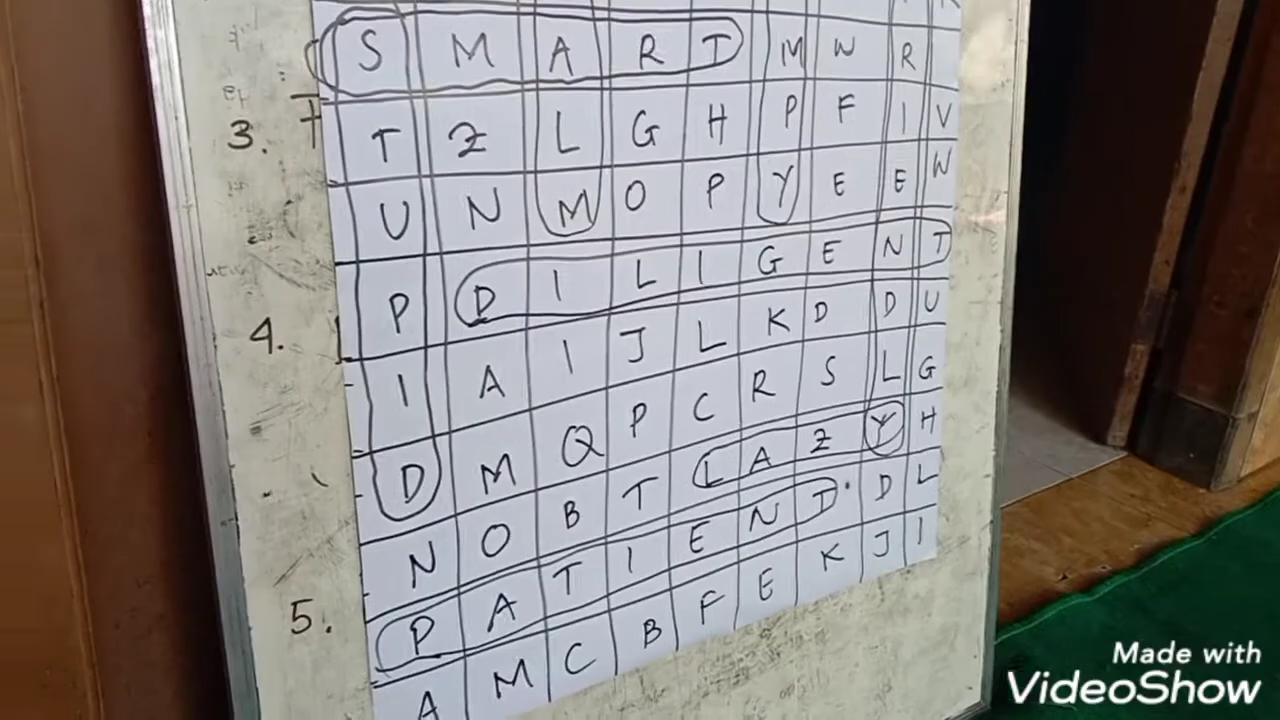 S M A R T M W R
3. T Z L G H P F I V
U N M O P Y E E W
P D I L I G E N T
4. I A I J L K D D U
D M Q P C R S L G
N O B T L A Z Y H
5. P A T I E N T D L
A M C B F E K J I
Made with
VideoShow